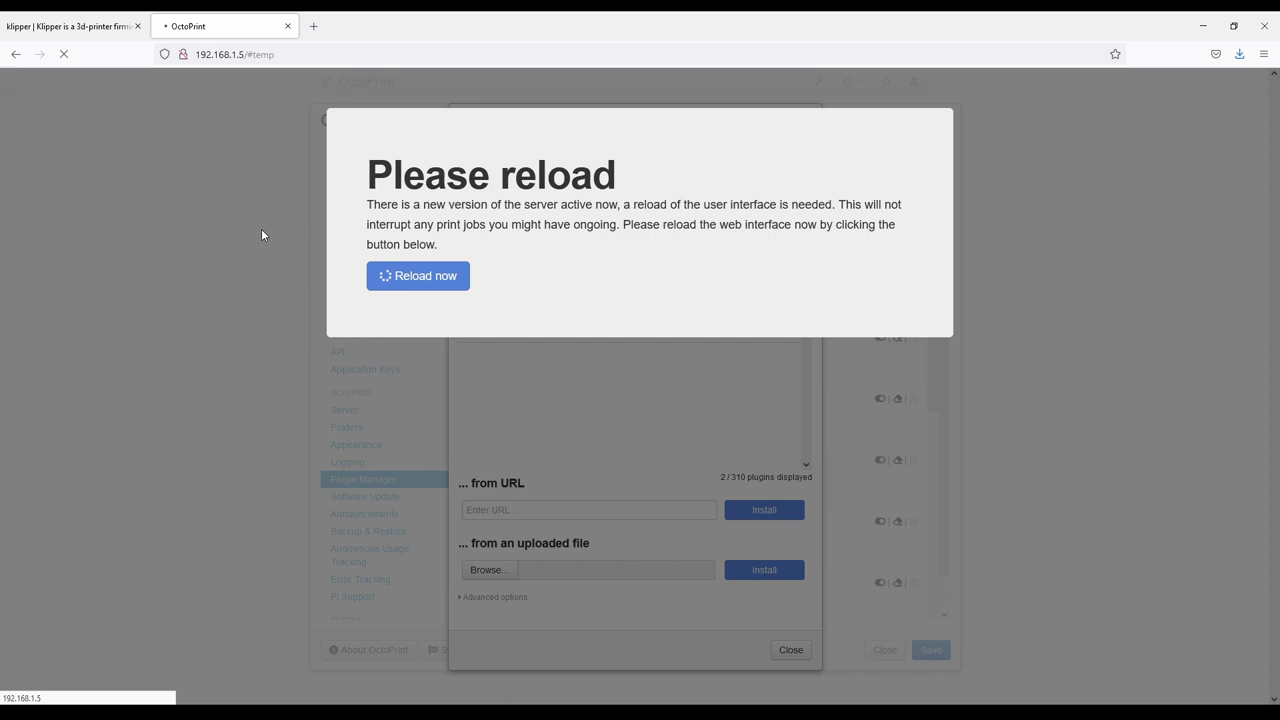 klipper | Klipper is a 3d-printer firmw
OctoPrint
192.168.1.5/#temp
OctoPrint
Please reload
There is a new version of the server active now, a reload of the user interface is needed. This will not
interrupt any print jobs you might have ongoing. Please reload the web interface now by clicking the
button below.
Reload now
API
Application Keys
OCTOPRINT
Server
Folders
Appearance
Logging
Plugin Manager
Software Update
Announcements
Backup & Restore
Anonymous Usage
Tracking
Error Tracking
Pi Support
2 / 310 plugins displayed
... from URL
Enter URL...
Install
... from an uploaded file
Browse...
Install
Advanced options
About OctoPrint
Close
Close
Save
192.168.1.5